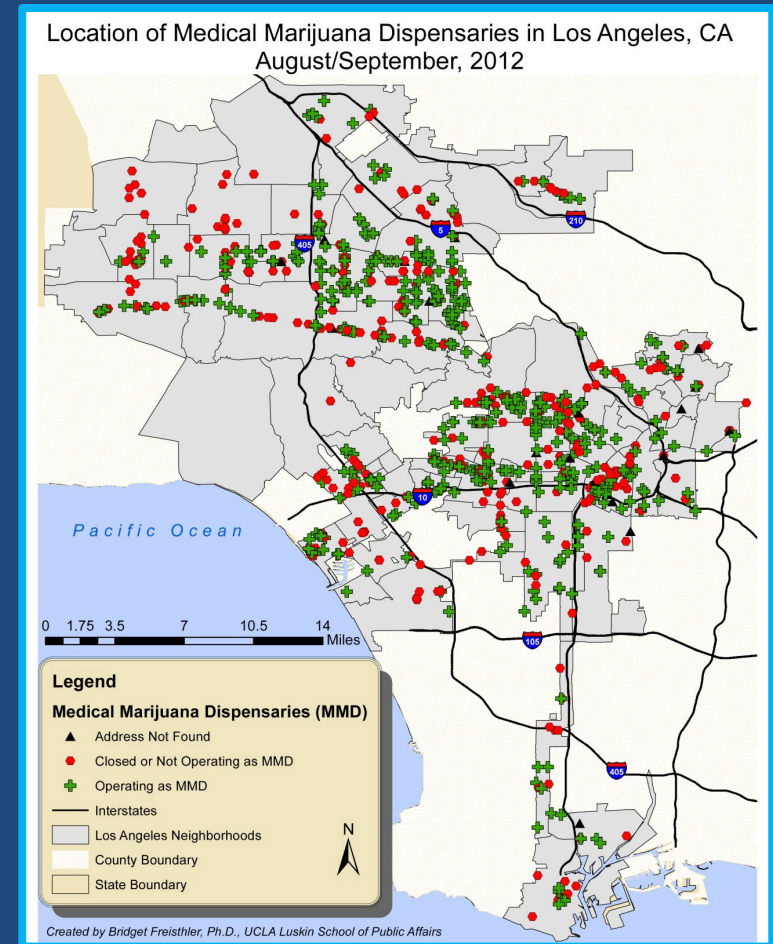 Location of Medical Marijuana Dispensaries in Los Angeles, CA
August/September, 2012
210
5
405
10
Pacific Ocean
0 1.75 3.5 7 10.5 14
Miles
105
405
Legend
Medical Marijuana Dispensaries (MMD)
Address Not Found
Closed or Not Operating as MMD
Operating as MMD
Interstates
Los Angeles Neighborhoods
County Boundary
State Boundary
N
Created by Bridget Freisthler, Ph.D., UCLA Luskin School of Public Affairs